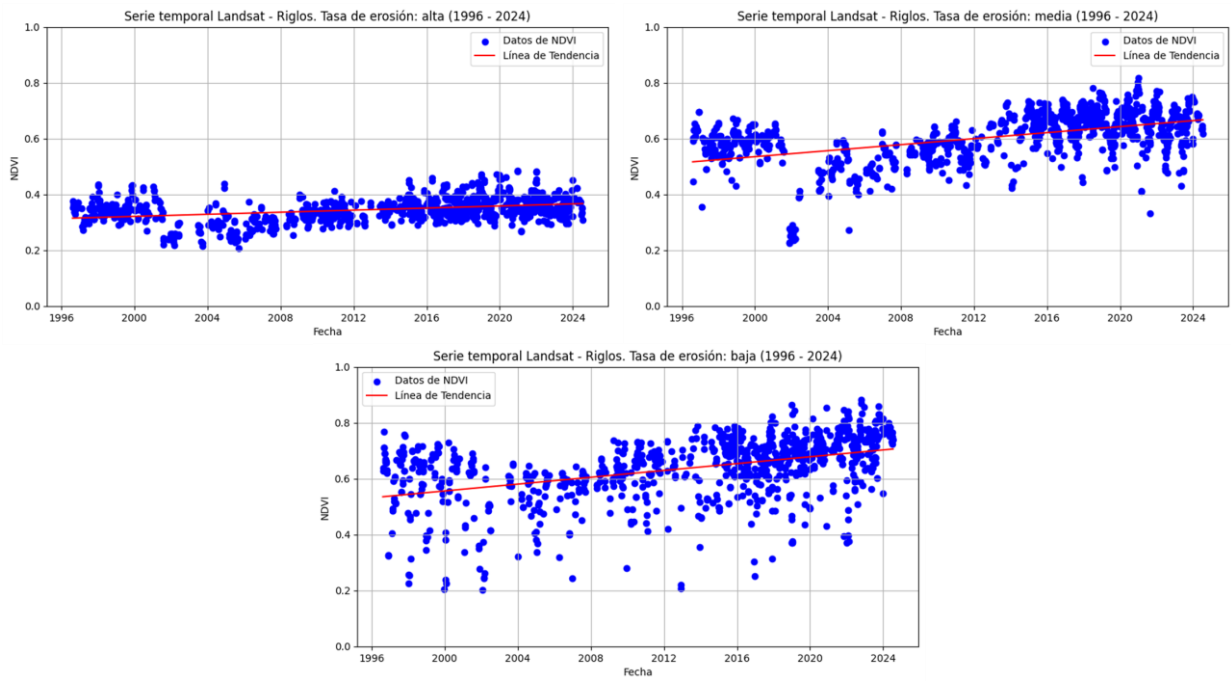 Serie temporal Landsat - Riglos. Tasa de erosión: alta (1996 - 2024)
Datos de NDVI
Línea de Tendencia
1.0
0.8
0.6
0.4
0.2
0.0
NDVI
1996 2000 2004 2008 2012 2016 2020 2024
Fecha
Serie temporal Landsat - Riglos. Tasa de erosión: media (1996 - 2024)
Datos de NDVI
Línea de Tendencia
1.0
0.8
0.6
0.4
0.2
0.0
NDVI
1996 2000 2004 2008 2012 2016 2020 2024
Fecha
Serie temporal Landsat - Riglos. Tasa de erosión: baja (1996 - 2024)
Datos de NDVI
Línea de Tendencia
1.0
0.8
0.6
0.4
0.2
0.0
NDVI
1996 2000 2004 2008 2012 2016 2020 2024
Fecha